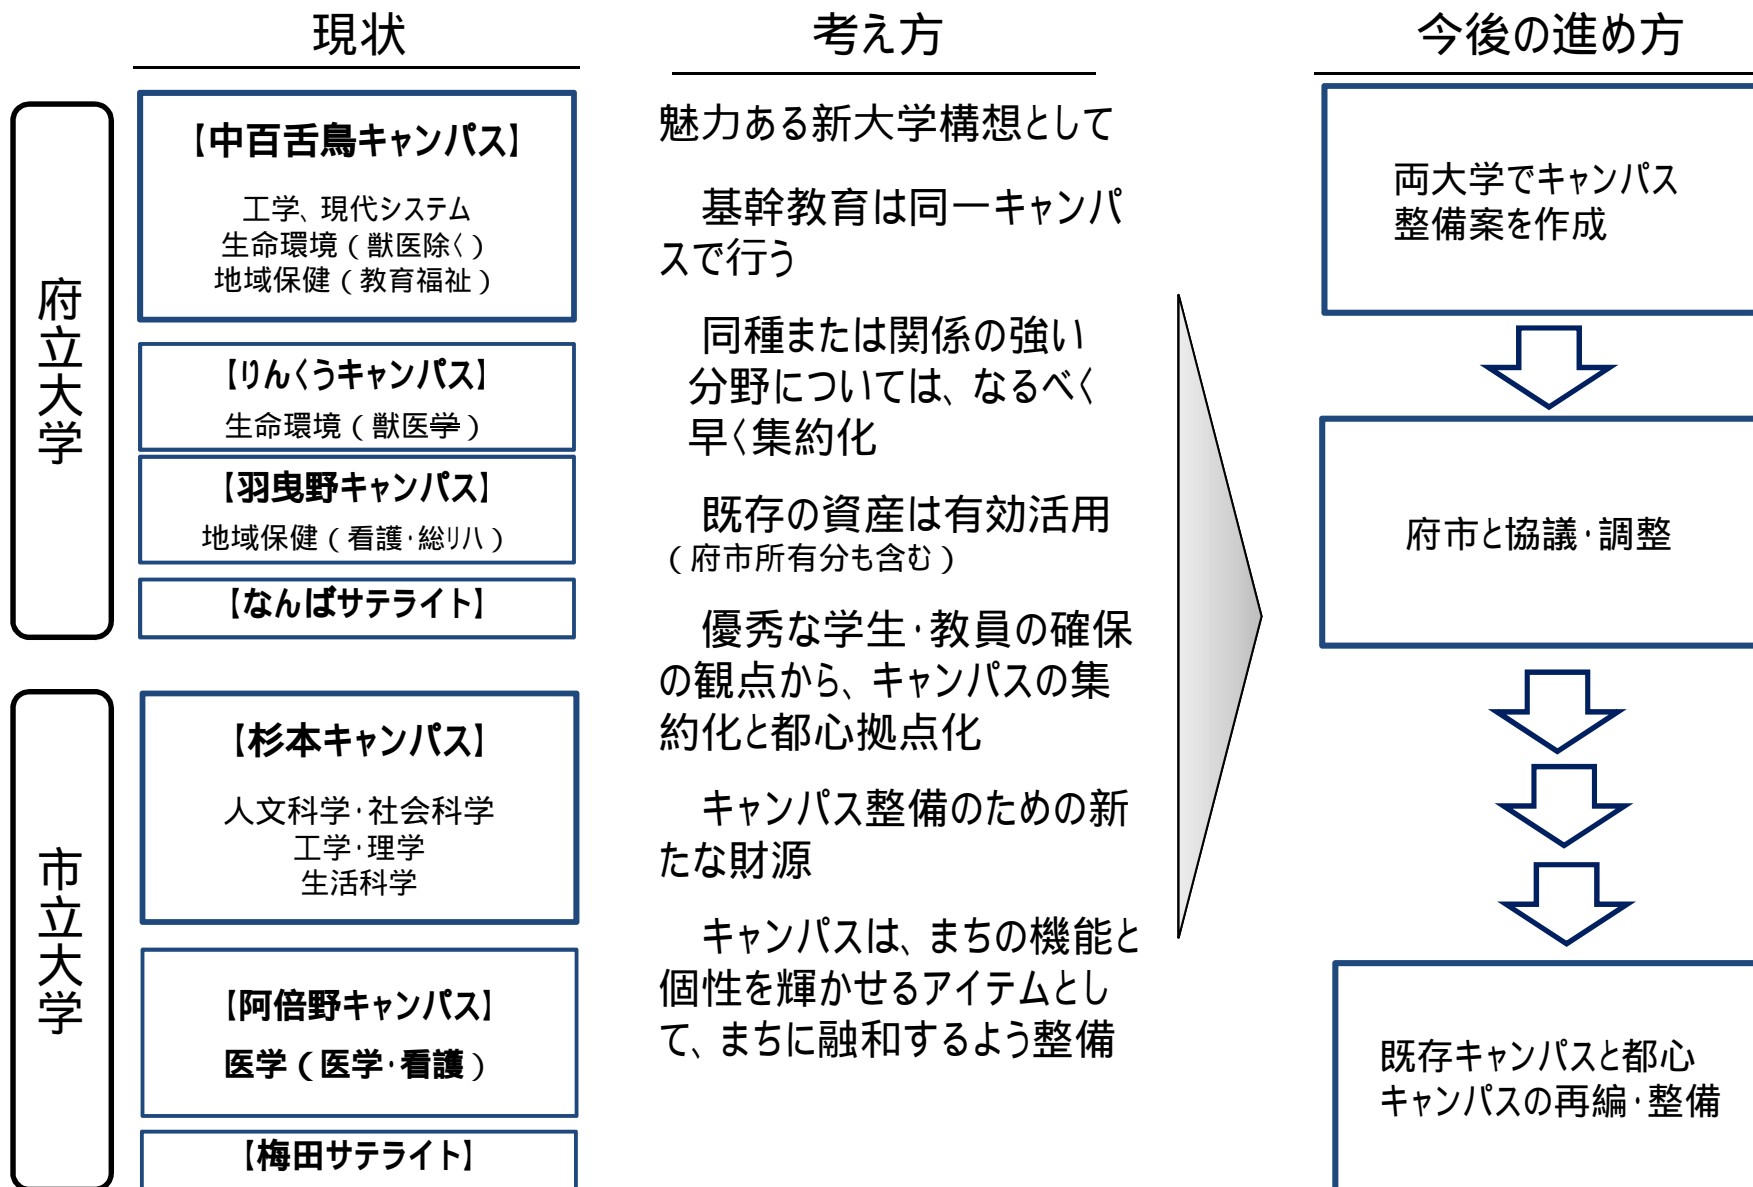 現状
府立大学
【中百舌鳥キャンパス】
工学、現代システム
生命環境(獣医除く)
地域保健(教育福祉)
【りんくうキャンパス】
生命環境(獣医学)
【羽曳野キャンパス】
地域保健(看護・総リハ)
【なんばサテライト】
市立大学
【杉本キャンパス】
人文科学・社会科学
工学・理学
生活科学
【阿倍野キャンパス】
医学(医学・看護)
【梅田サテライト】
考え方
魅力ある新大学構想として
基幹教育は同一キャンパ
スで行う
同種または関係の強い
分野については、なるべく
早く集約化
既存の資産は有効活用
(府市所有分も含む)
優秀な学生・教員の確保
の観点から、キャンパスの集
約化と都心拠点化
キャンパス整備のための新
たな財源
キャンパスは、まちの機能と
個性を輝かせるアイテムとし
て、まちに融和するよう整備
今後の進め方
両大学でキャンパス
整備案を作成
府市と協議・調整
既存キャンパスと都心
キャンパスの再編・整備